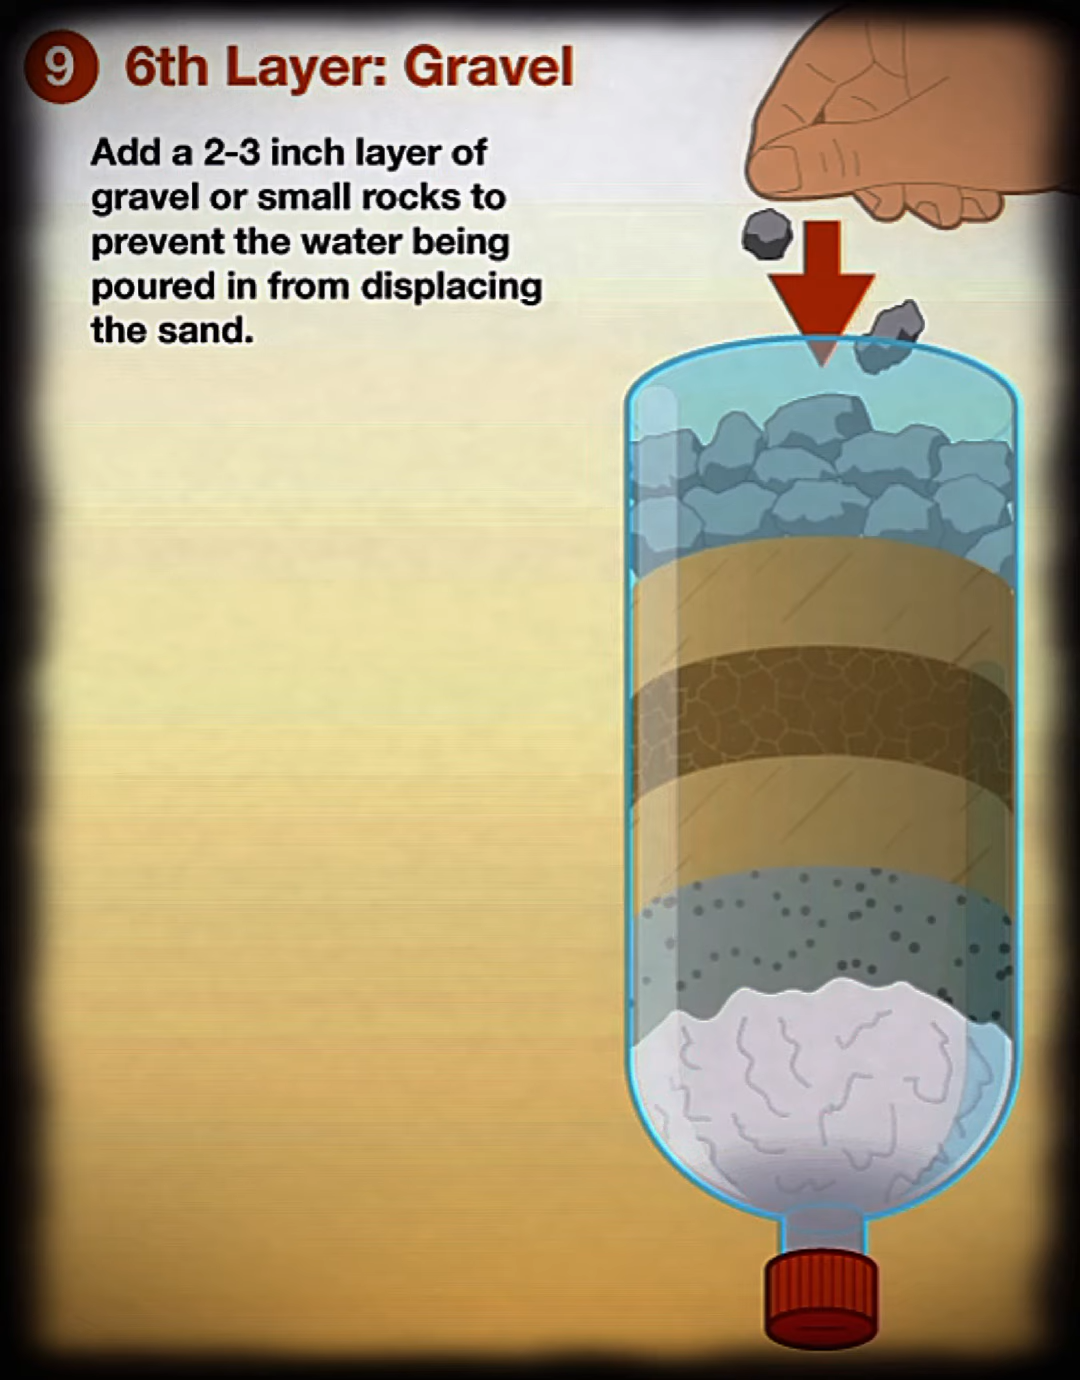 9 6th Layer: Gravel
Add a 2-3 inch layer of
gravel or small rocks to
prevent the water being
poured in from displacing
the sand.